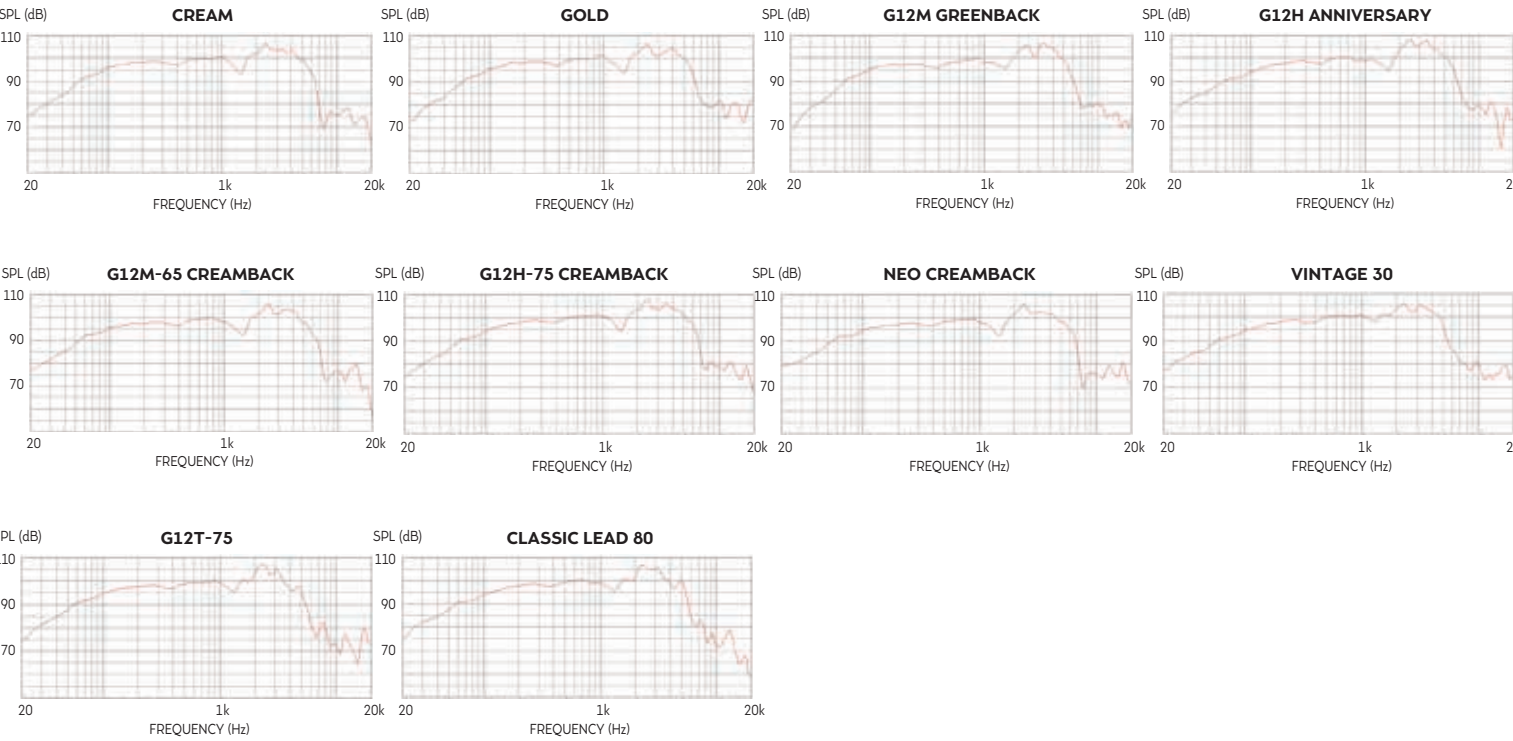 SPL (dB) CREAM SPL (dB) GOLD SPL (dB) G12M GREENBACK SPL (dB) G12H ANNIVERSARY
110 110 110 110
90 90 90 90
70 70 70 70
20 1k 20k 20 1k 20k 20 1k 20k 20 1k 2
FREQUENCY (Hz) FREQUENCY (Hz) FREQUENCY (Hz) FREQUENCY (Hz)
SPL (dB) G12M-65 CREAMBACK SPL (dB) G12H-75 CREAMBACK SPL (dB) NEO CREAMBACK SPL (dB) VINTAGE 30
110 110 110 110
90 90 90 90
70 70 70 70
20 1k 20k 20 1k 20k 20 1k 20k 20 1k 2
FREQUENCY (Hz) FREQUENCY (Hz) FREQUENCY (Hz) FREQUENCY (Hz)
PL (dB) G12T-75 SPL (dB) CLASSIC LEAD 80
10 110
90 90
70 70
20 1k 20k 20 1k 20k
FREQUENCY (Hz) FREQUENCY (Hz)